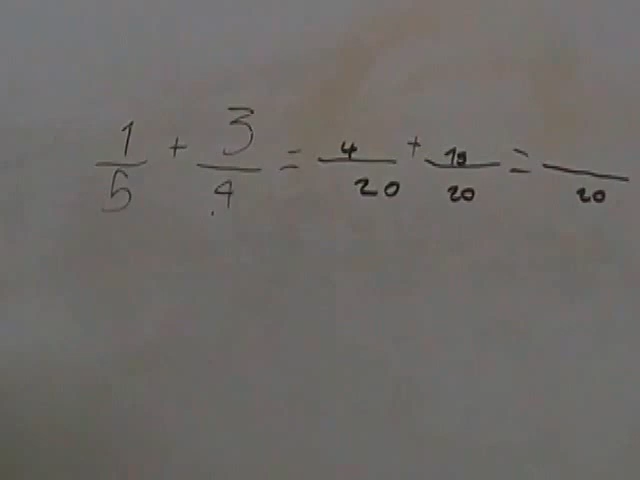 1/5 + 3/4 = 4/20 + 15/20 = /20